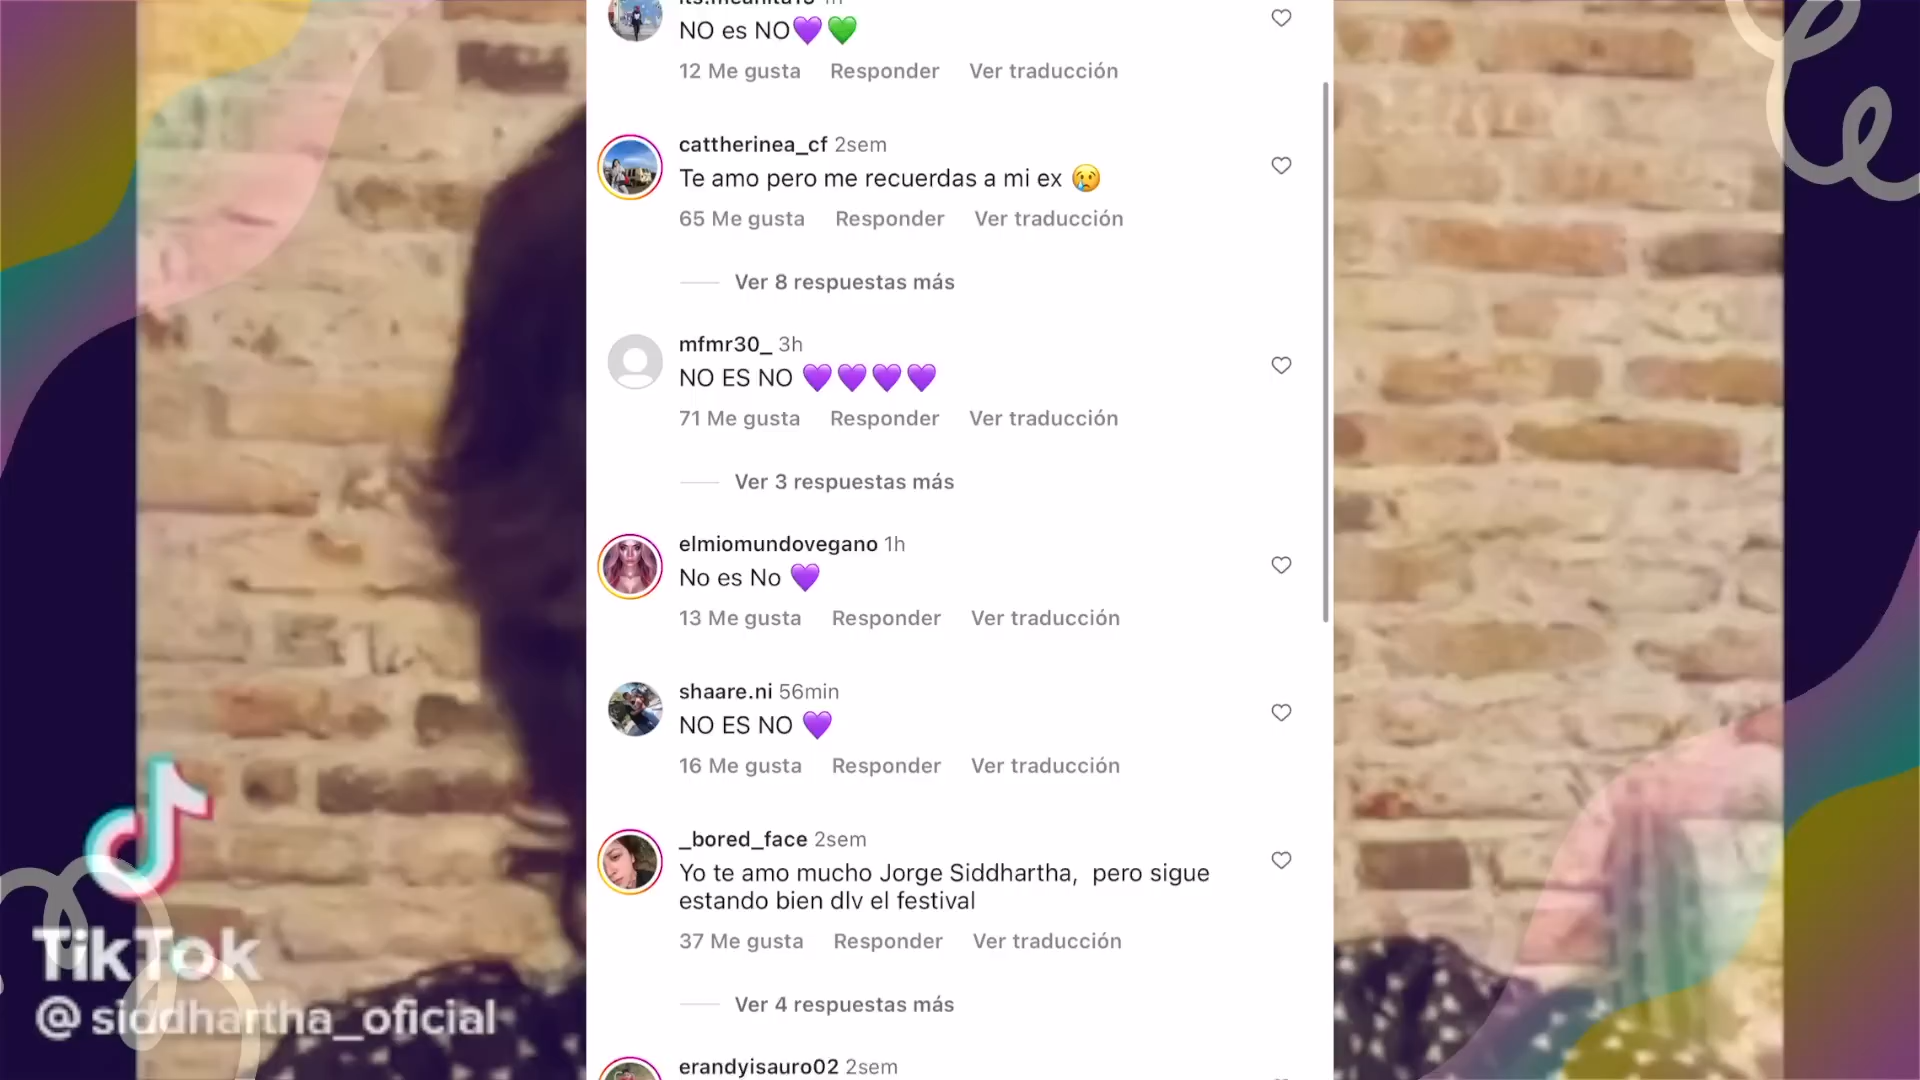 NO es NO💜💚
12 Me gusta Responder Ver traducción
cattherinea_cf 2sem
Te amo pero me recuerdas a mi ex 😢
65 Me gusta Responder Ver traducción
Ver 8 respuestas más
mfmr30_ 3h
NO ES NO 💜💜💜💜
71 Me gusta Responder Ver traducción
Ver 3 respuestas más
elmiomundovegano 1h
No es No 💜
13 Me gusta Responder Ver traducción
shaare.ni 56min
NO ES NO 💜
16 Me gusta Responder Ver traducción
_bored_face 2sem
Yo te amo mucho Jorge Siddhartha, pero sigue
estando bien dlv el festival
37 Me gusta Responder Ver traducción
Ver 4 respuestas más
erandyisauro02 2sem
TikTok
@siddhartha_oficial